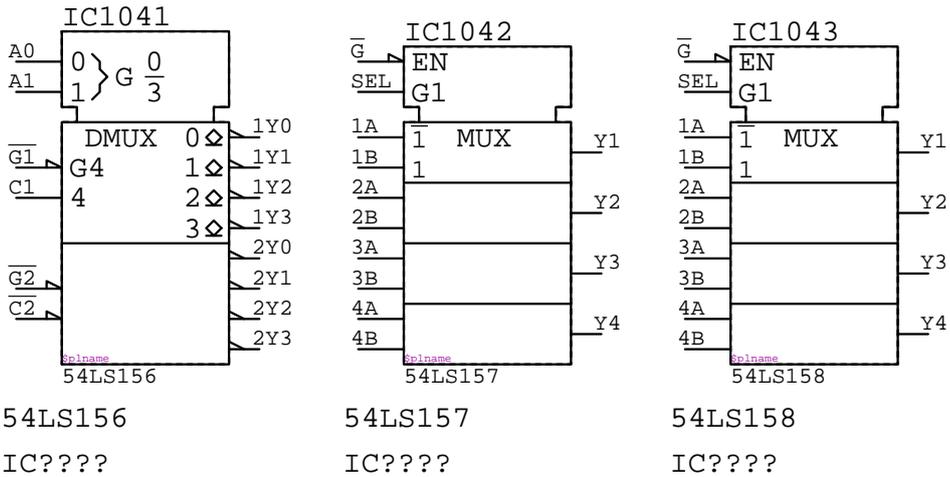 IC1041
A0
0
A1
1
G
0
3
DMUX
0
1Y0
G1
G4
1
1Y1
C1
4
2
1Y2
3
1Y3
2Y0
G2
2Y1
C2
2Y2
2Y3
$plname
54LS156
54LS156
IC????
IC1042
G
EN
SEL
G1
1A
1
MUX
Y1
1B
1
2A
Y2
2B
3A
Y3
3B
4A
Y4
4B
$plname
54LS157
54LS157
IC????
IC1043
G
EN
SEL
G1
1A
1
MUX
Y1
1B
1
2A
Y2
2B
3A
Y3
3B
4A
Y4
4B
$plname
54LS158
54LS158
IC????